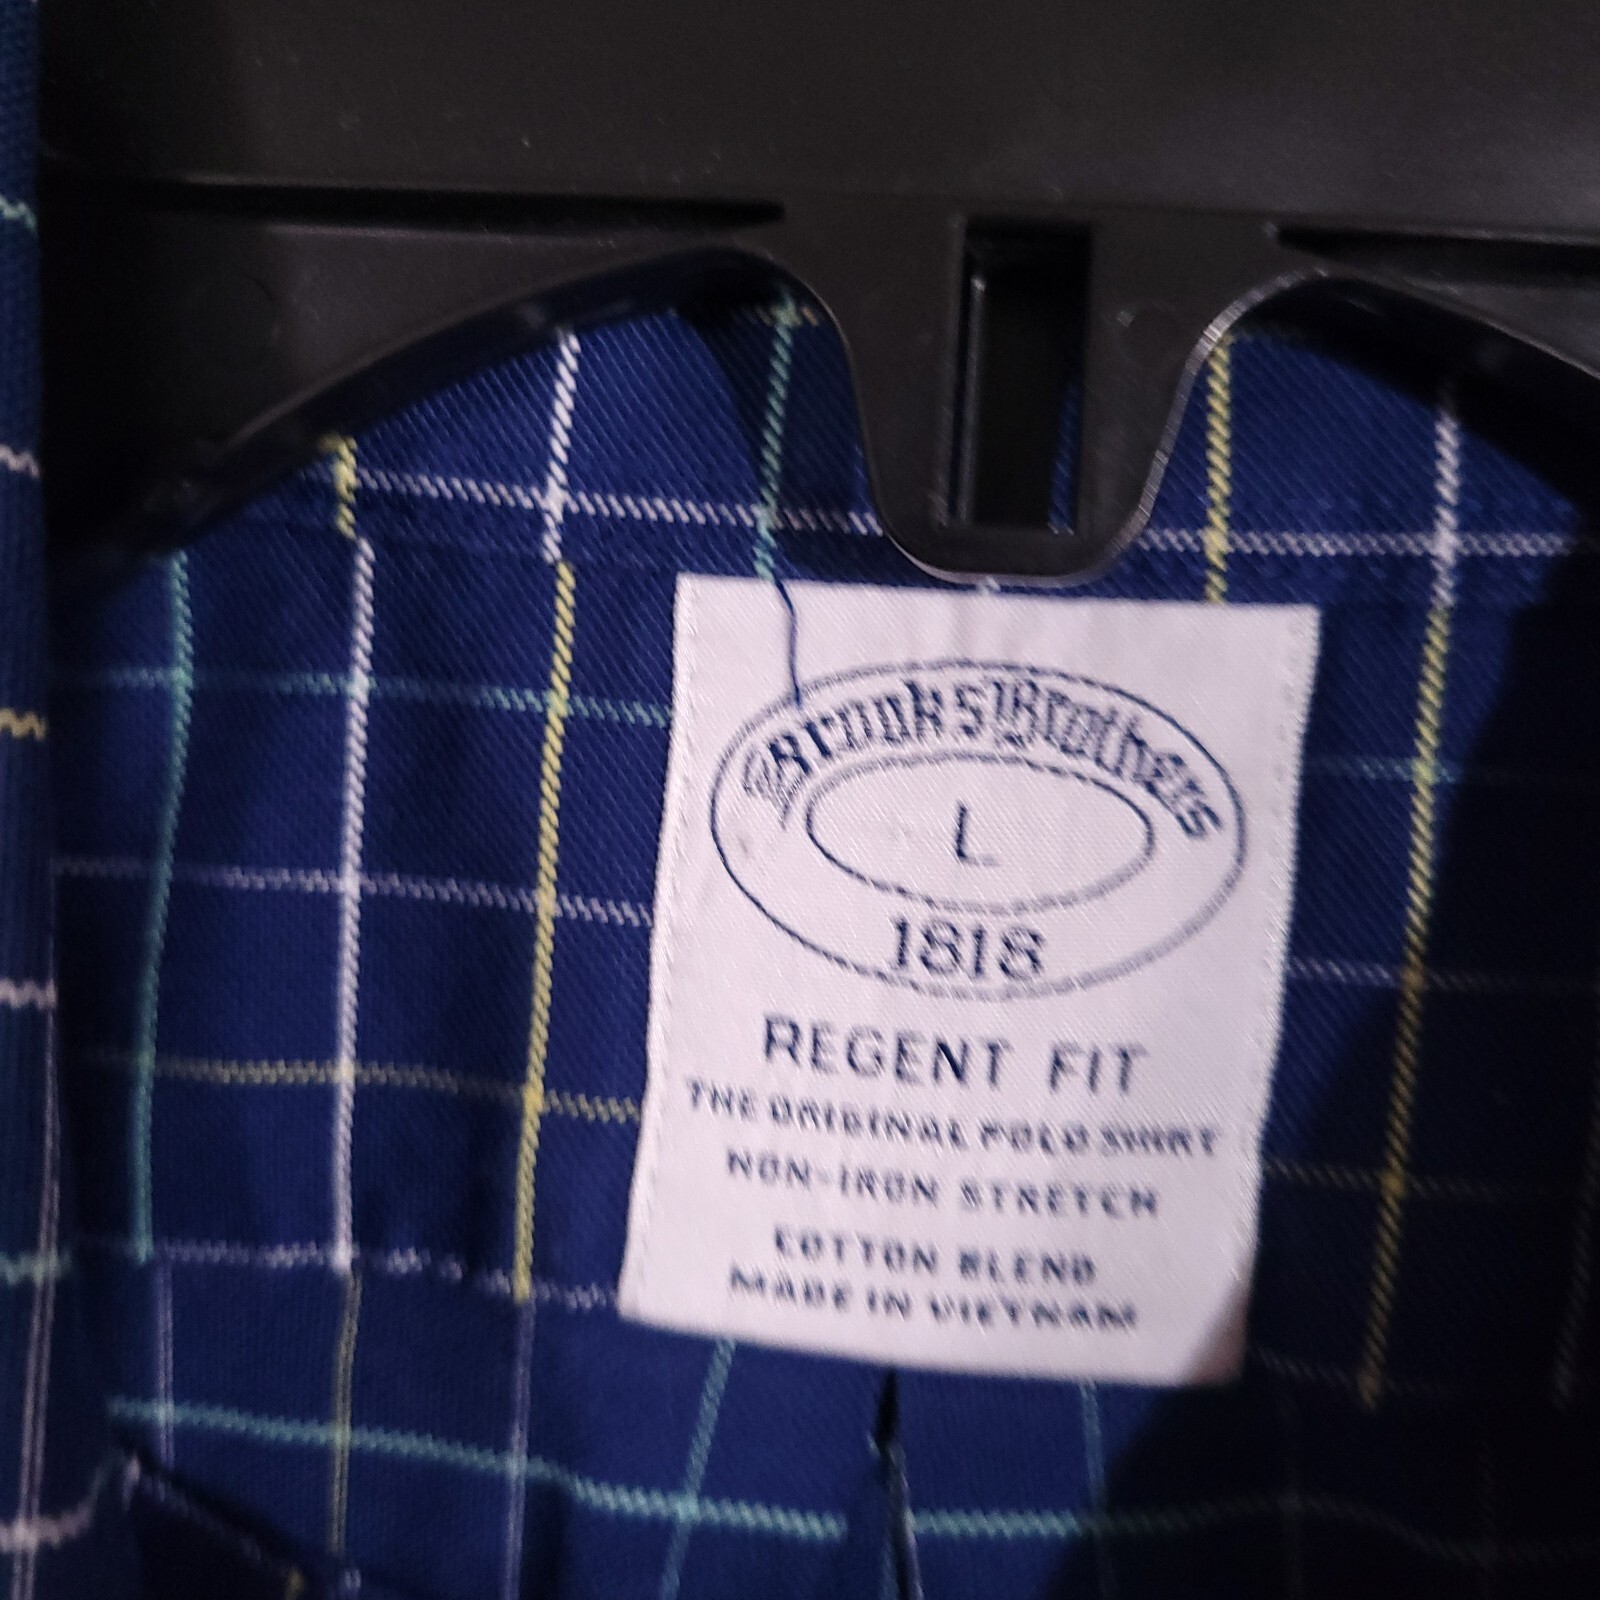 Brooks Brothers
L
1818
REGENT FIT
THE ORIGINAL POLO SHIRT
NON-IRON STRETCH
COTTON BLEND
MADE IN VIETNAM